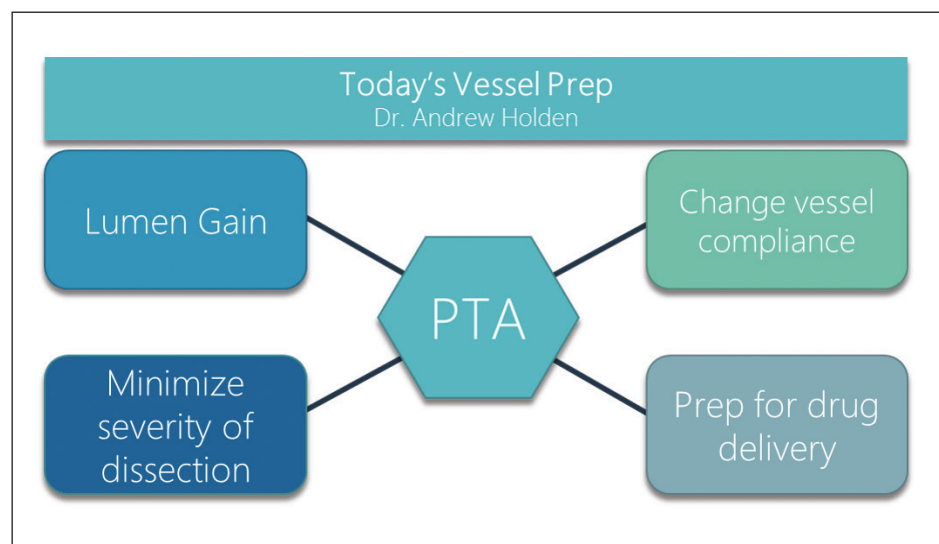 Today's Vessel Prep
Dr. Andrew Holden
Lumen Gain
Change vessel
compliance
PTA
Minimize
severity of
dissection
Prep for drug
delivery